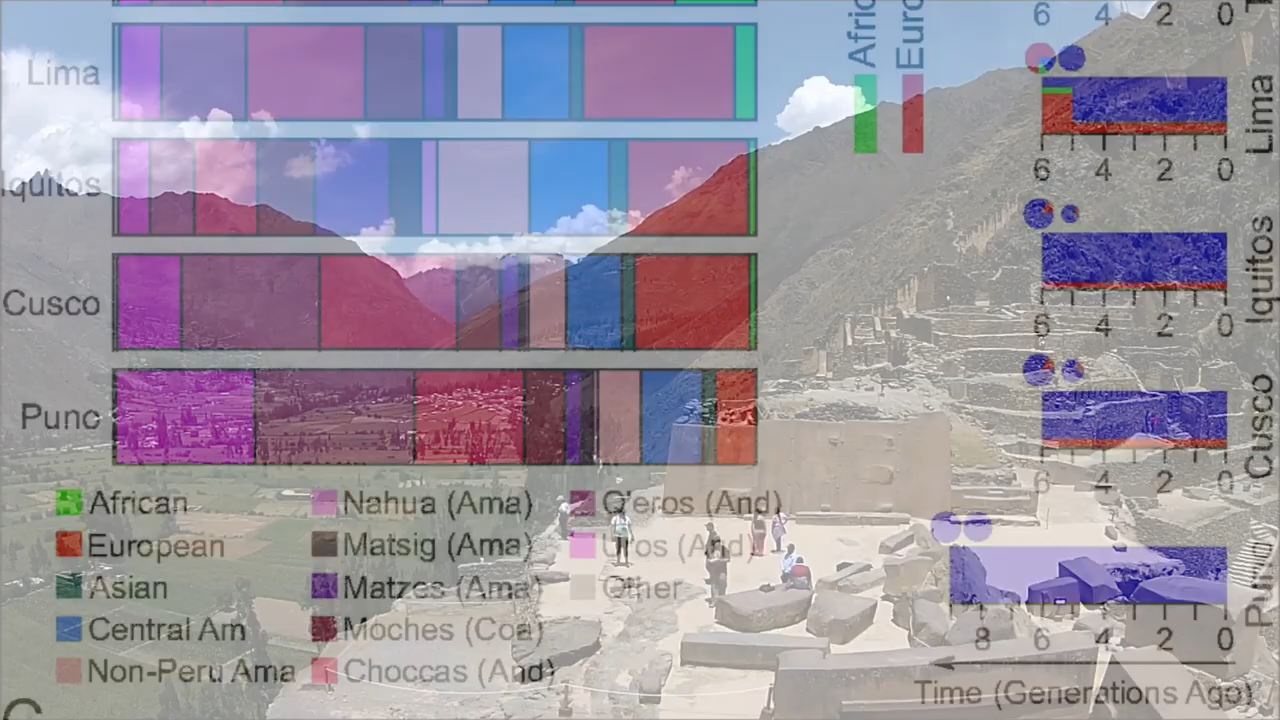 6 4 2 0
Lima
Afric
Euro
Lima
6 4 2 0
Iquitos
Iquitos
6 4 2 0
Cusco
Cusco
6 4 2 0
Puno
Puno
African
Nahua (Ama)
Q'eros (And)
European
Matsig (Ama)
Uros (And)
Asian
Matzes (Ama)
Other
Central Am
Moches (Coa)
Non-Peru Ama
Choccas (And)
8 6 4 2 0
Time (Generations Ago)
C